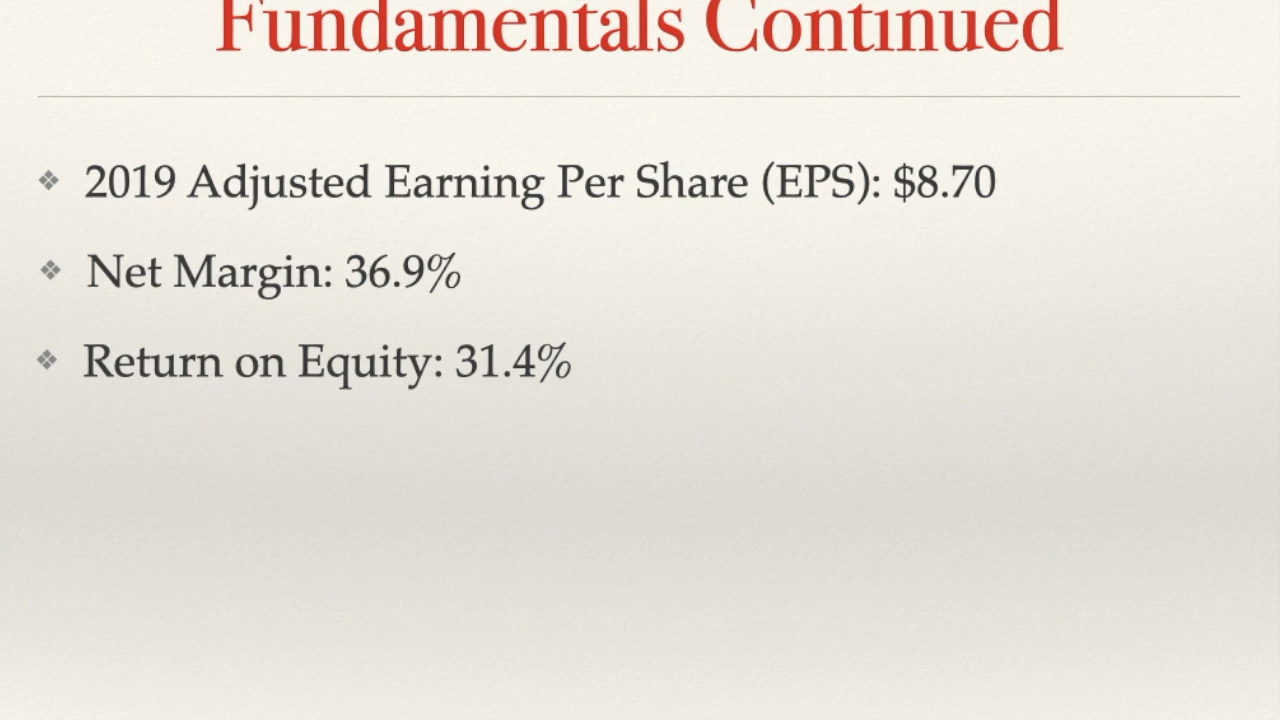 Fundamentals Continued
2019 Adjusted Earning Per Share (EPS): $8.70
Net Margin: 36.9%
Return on Equity: 31.4%